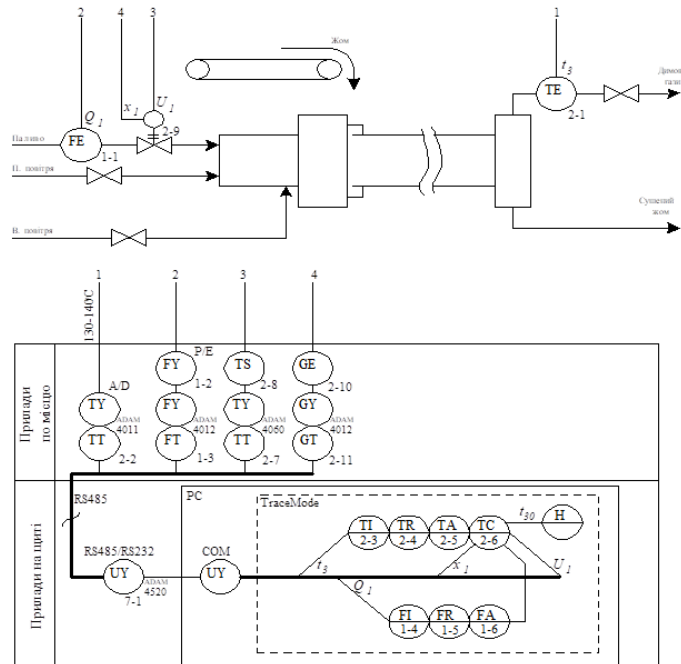 2 4 3 1
Жом
t3
Димові
гази
Q1 x1 U1 TE
2-1
2-9
Паливо FE
1-1
П. повітря
Сушений
жом
В. повітря
1 2 3 4
130-140С
P/E
FY TS GE
A/D 1-2 2-8 2-10
TY ADAM 4011 FY ADAM 4012 TY ADAM 4060 GY ADAM 4012
TT FT TT GT
2-2 1-3 2-7 2-11
Прилади
по місцю
RS485
PC
TraceMode
TI TR TA TC t30 H
2-3 2-4 2-5 2-6
RS485/RS232 COM
UY UY
ADAM
4520
7-1
t3 x1 U1
Q1
FI FR FA
1-4 1-5 1-6
Прилади на щиті